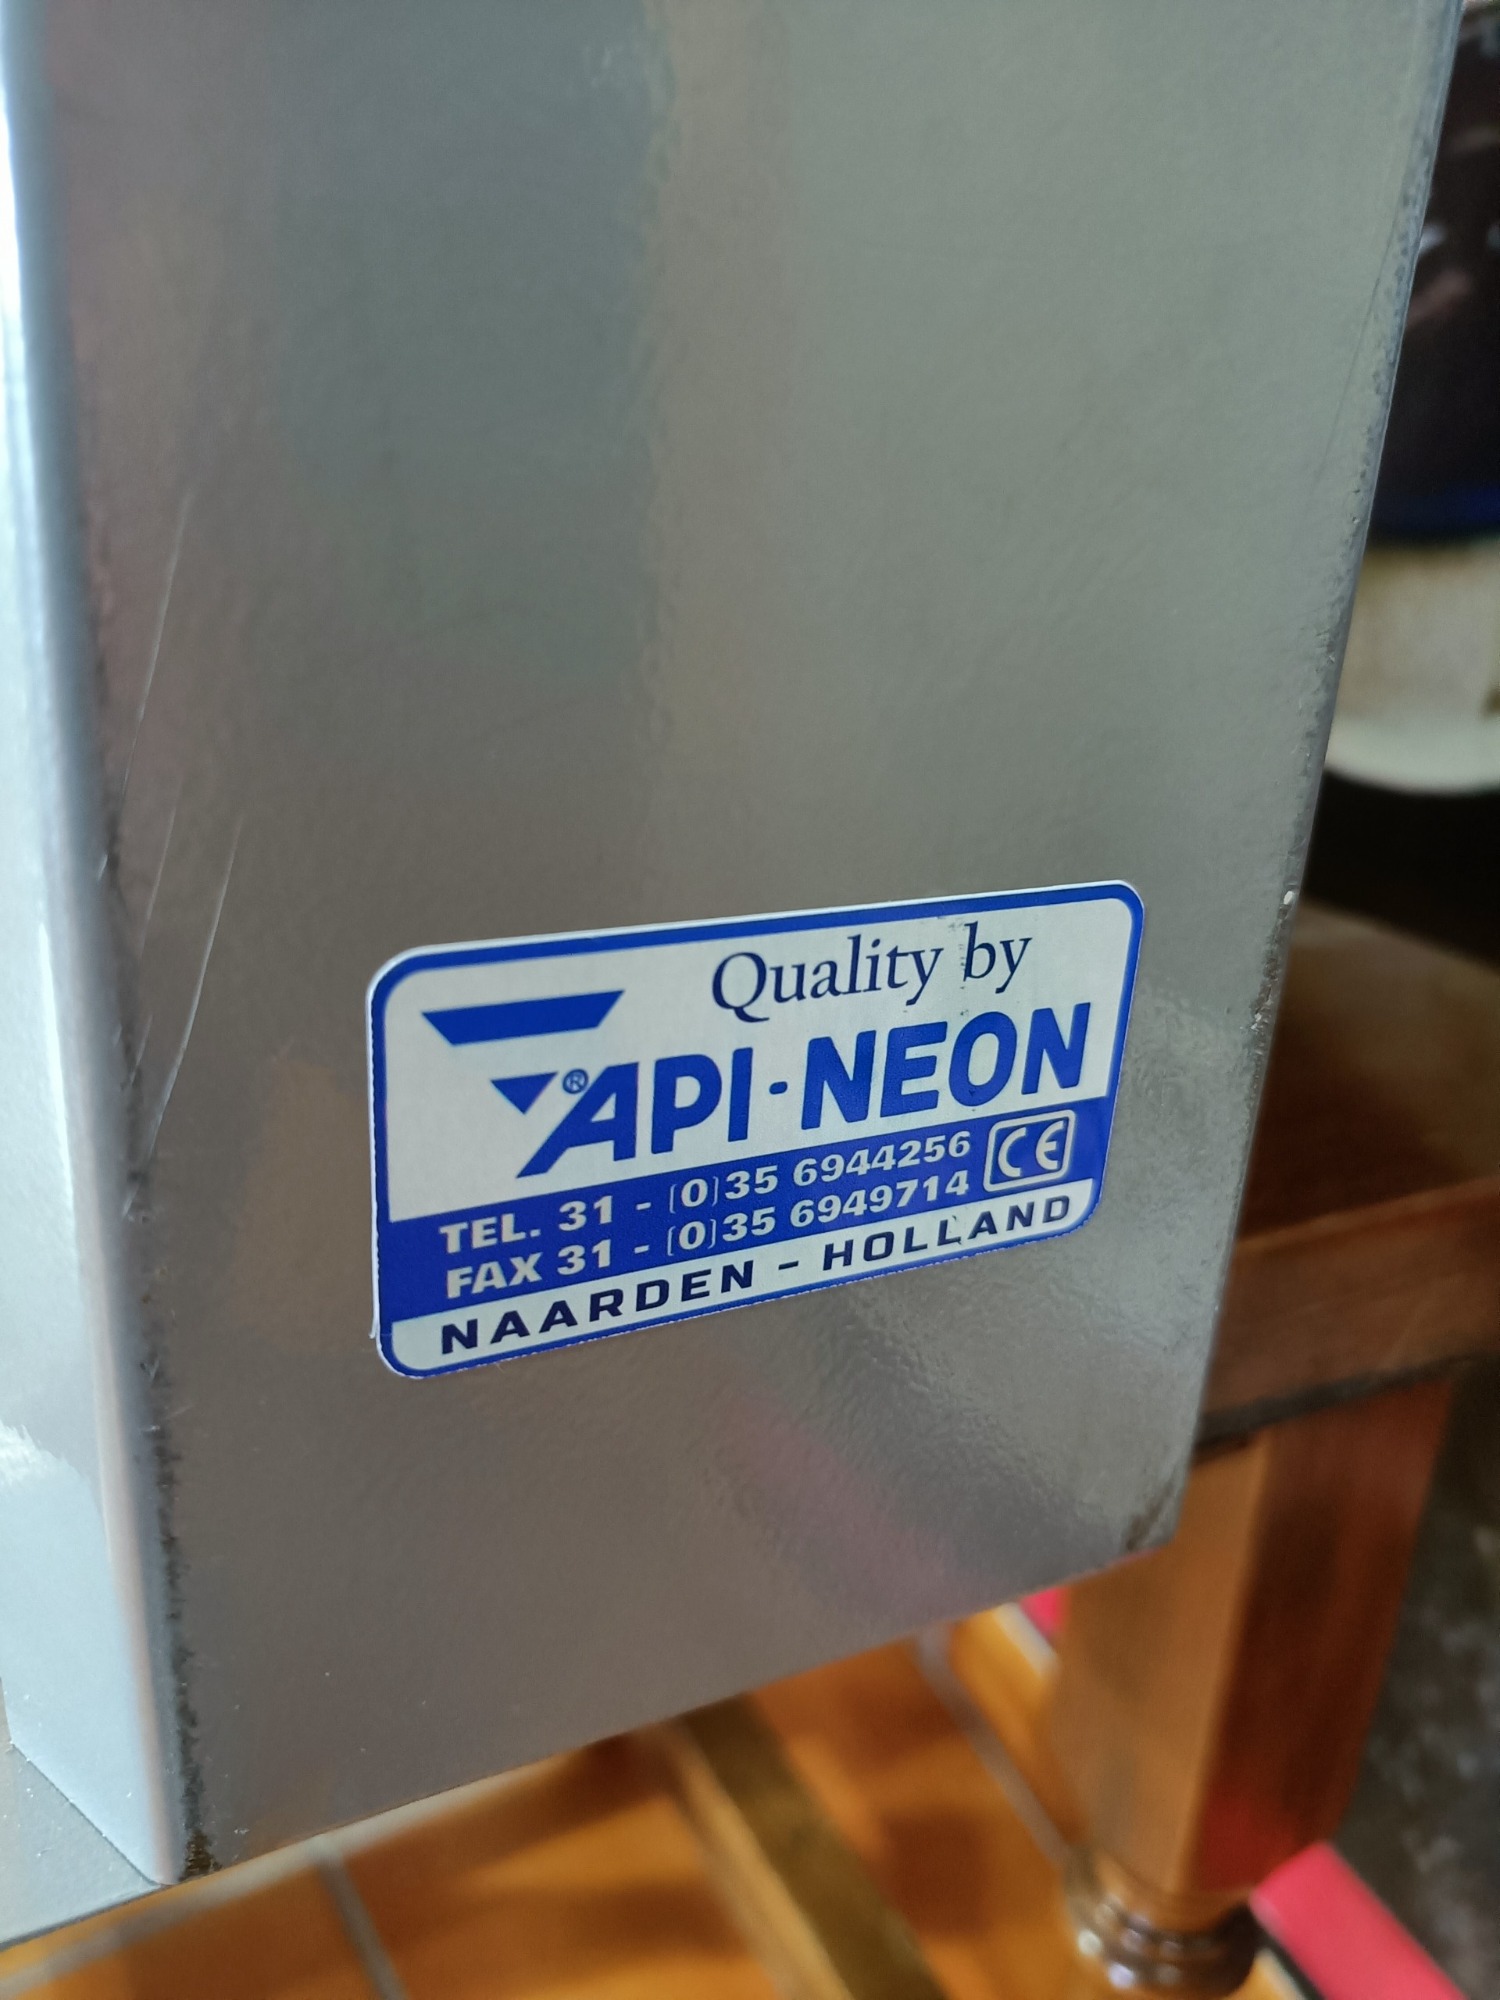 Quality by
® API-NEON
TEL. 31 - (0)35 6944256
FAX 31 - (0)35 6949714
CE
NAARDEN - HOLLAND